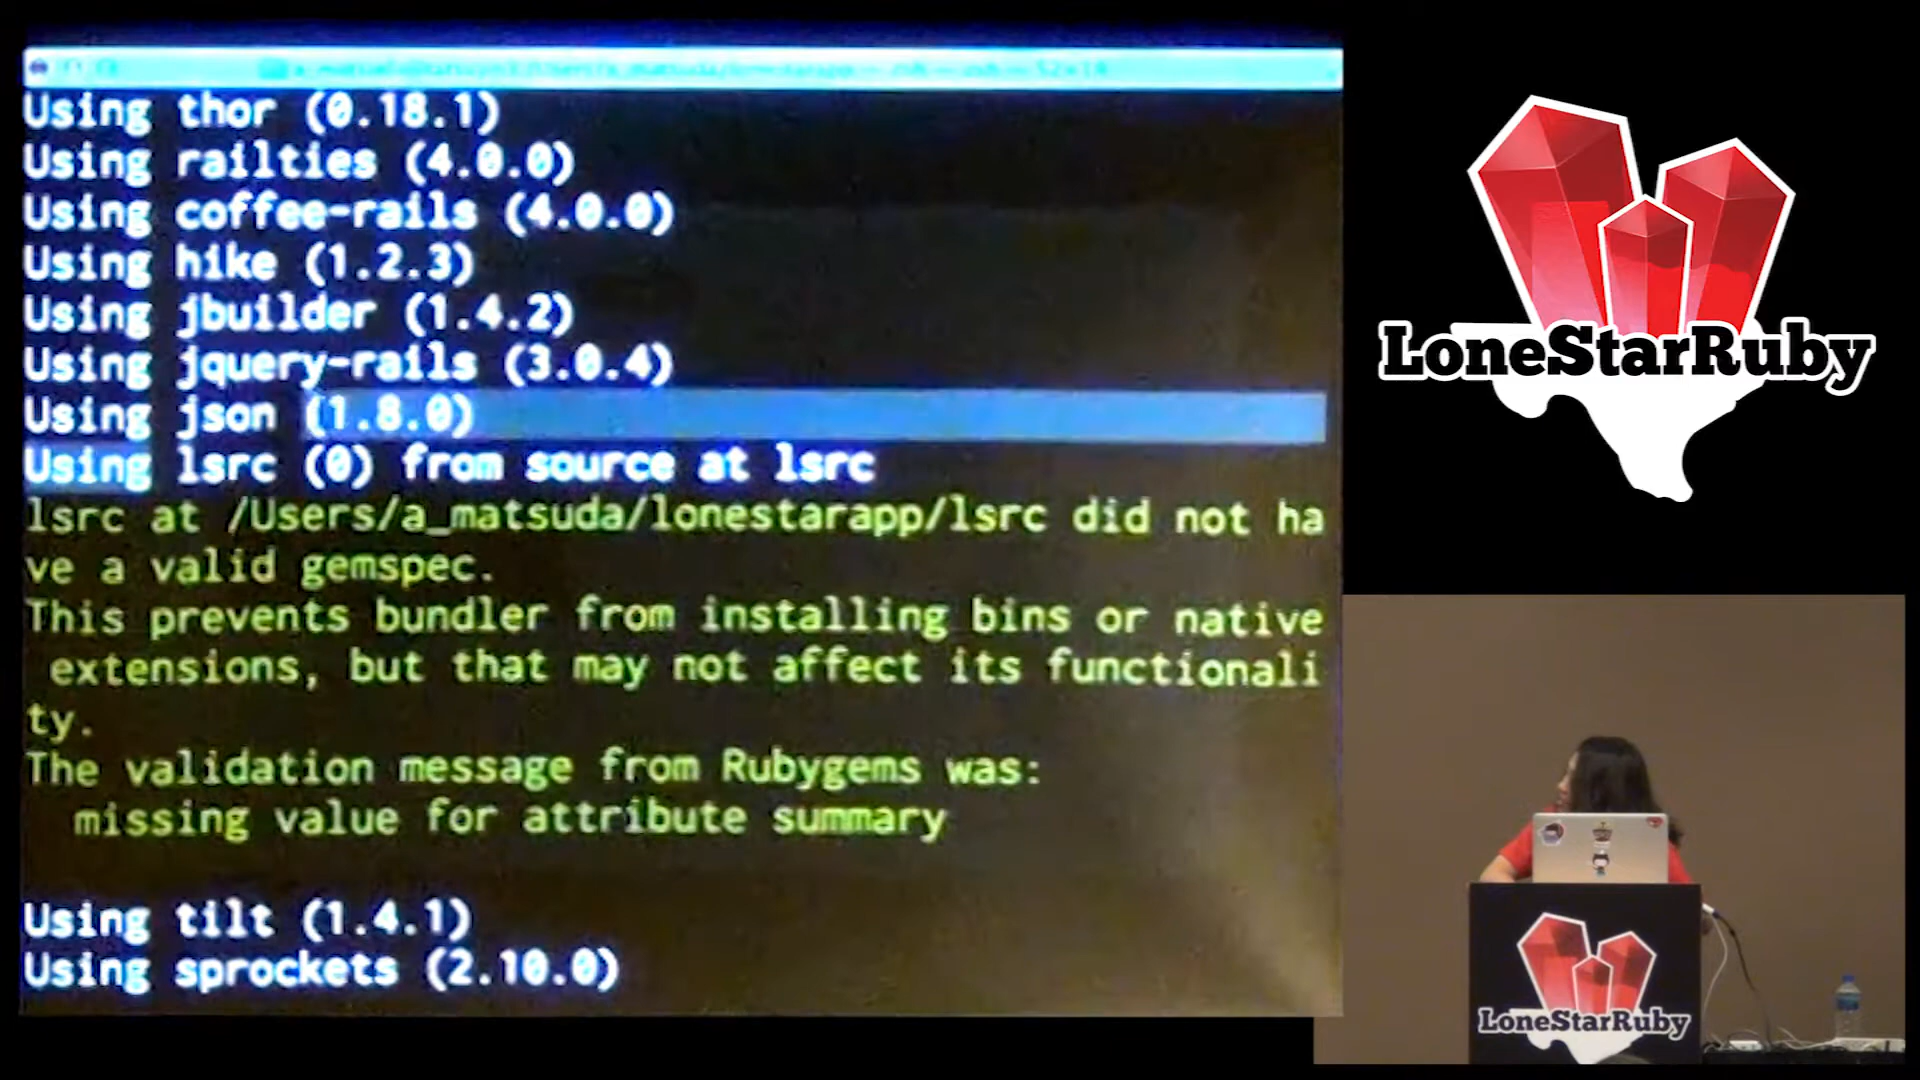 Using thor (0.18.1)
Using railties (4.0.0)
Using coffee-rails (4.0.0)
Using hike (1.2.3)
Using jbuilder (1.4.2)
Using jquery-rails (3.0.4)
Using json (1.8.0)
Using lsrc (0) from source at lsrc
lsrc at /Users/a_matsuda/lonestarapp/lsrc did not ha
ve a valid gemspec.
This prevents bundler from installing bins or native
extensions, but that may not affect its functionali
ty.
The validation message from Rubygems was:
missing value for attribute summary
Using tilt (1.4.1)
Using sprockets (2.10.0)
LoneStarRuby
LoneStarRuby